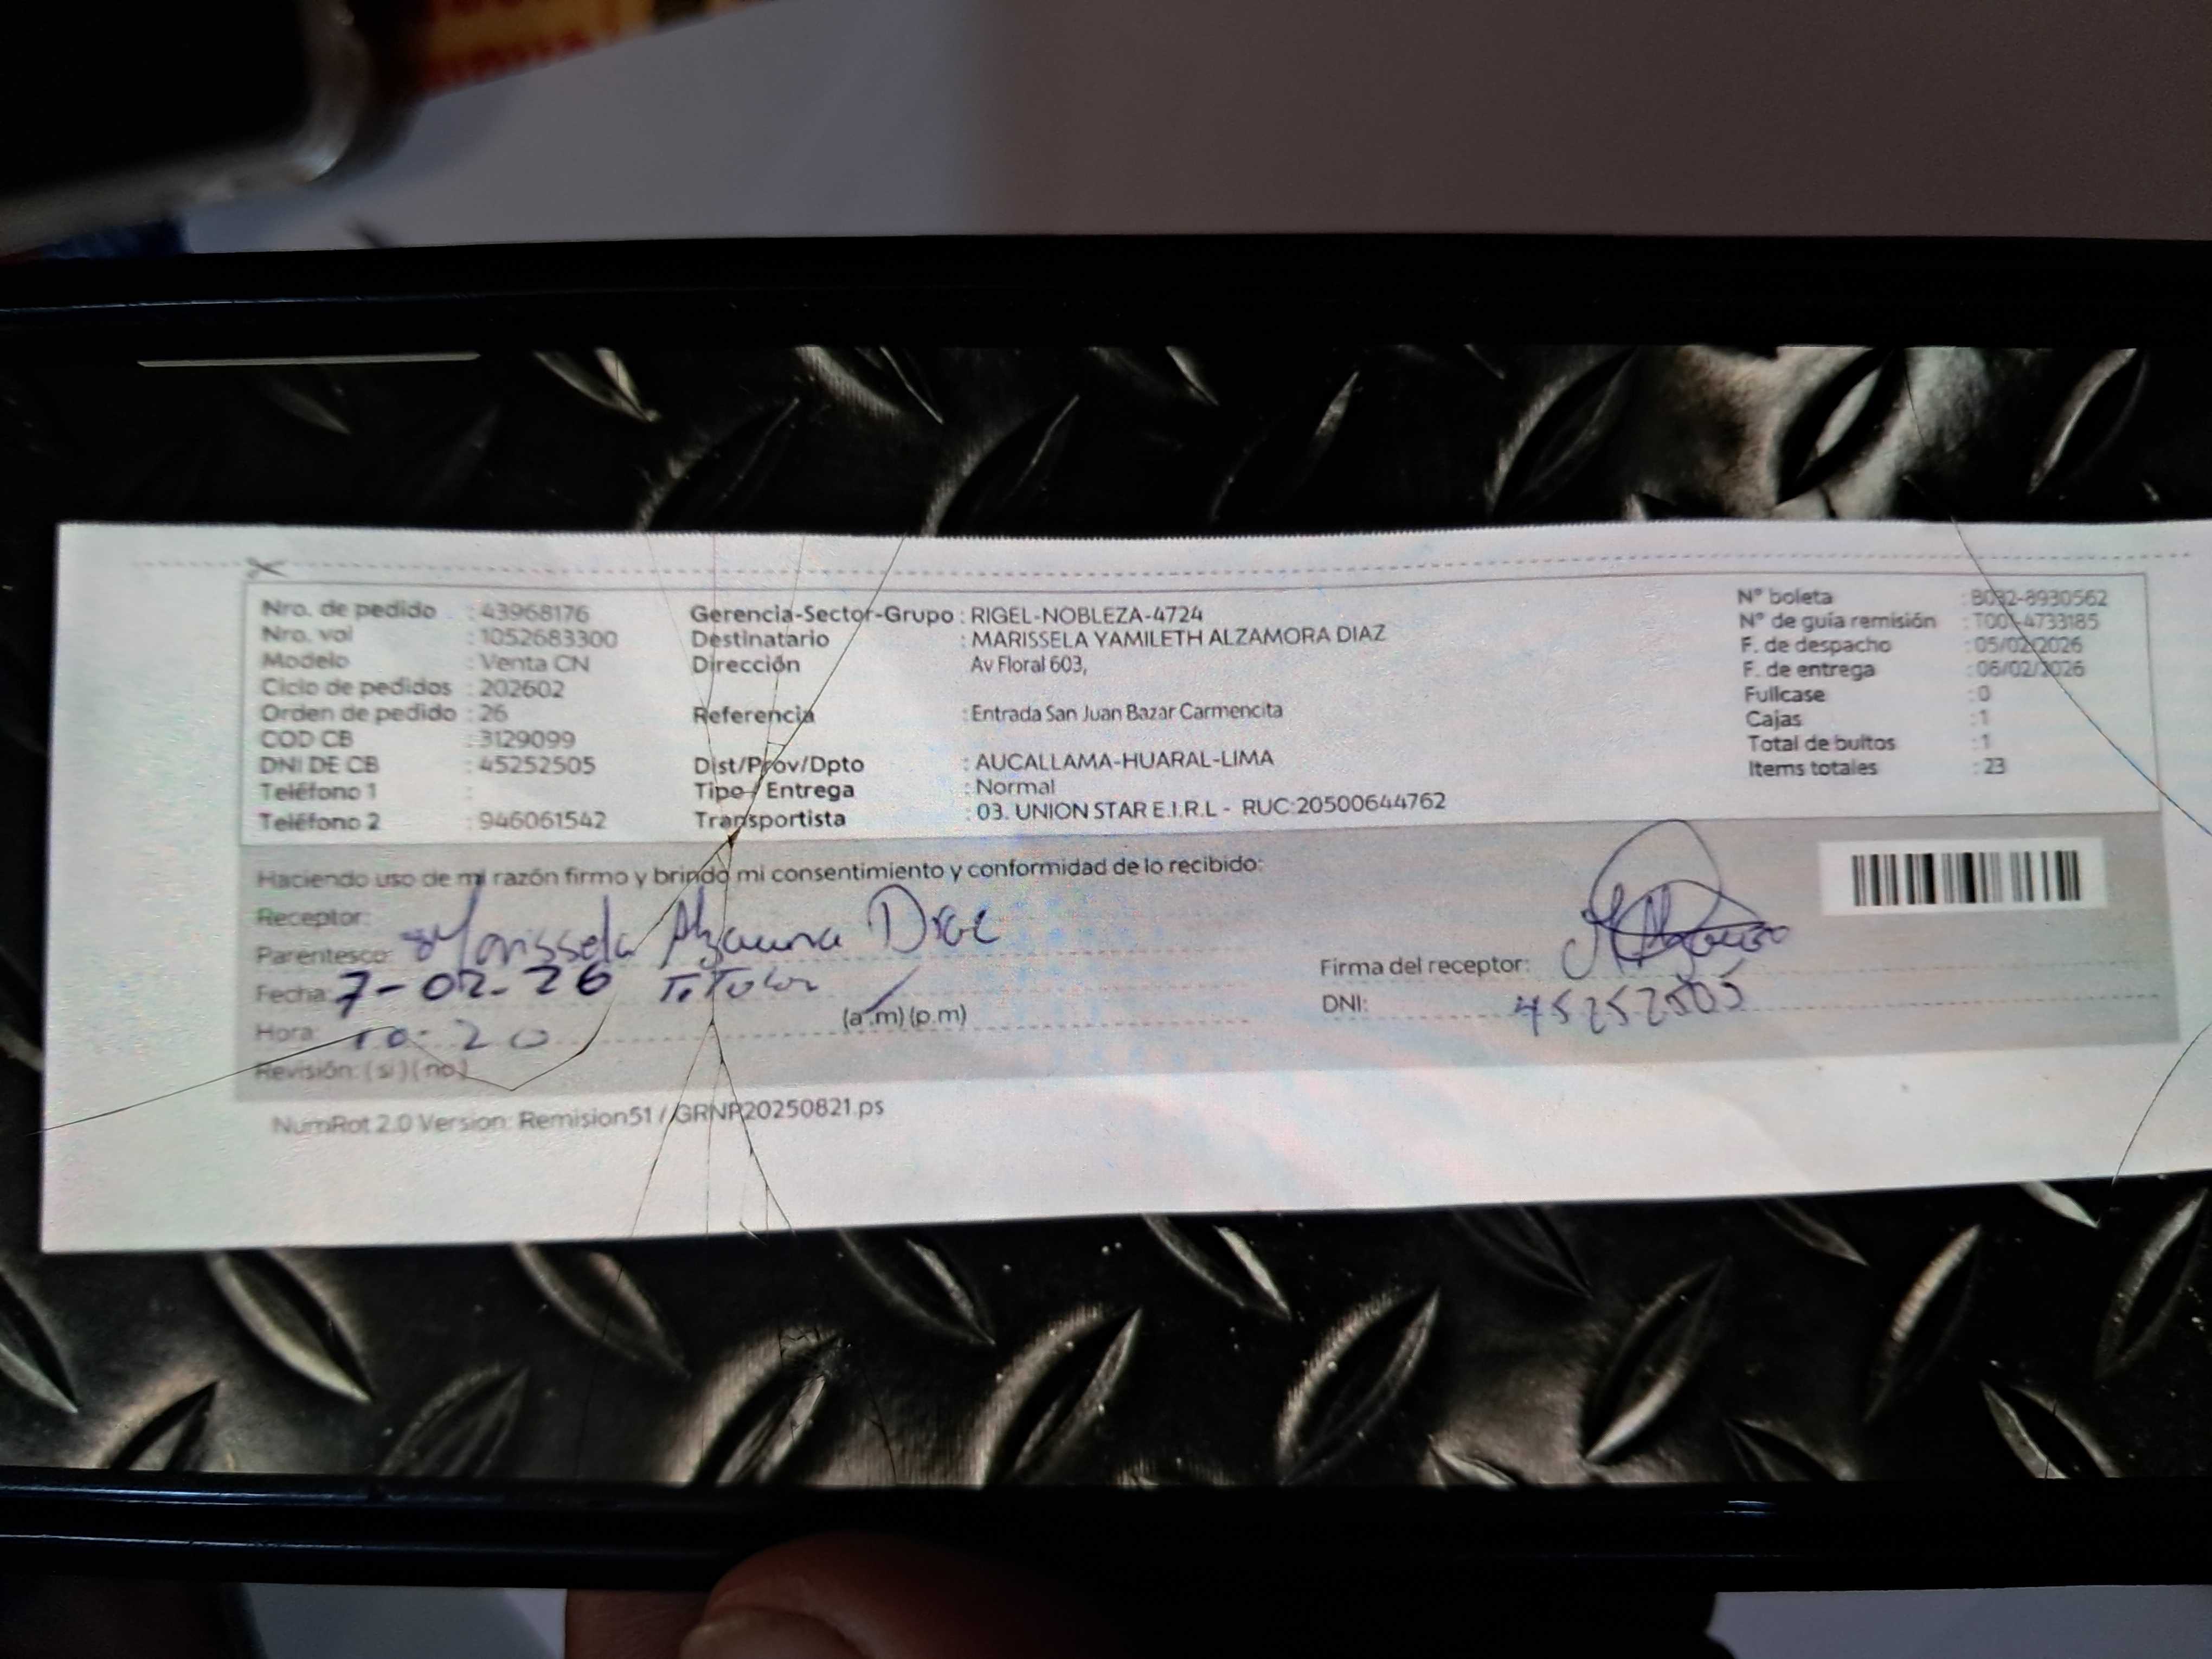 Nro. de pedido : 43968176
Nro. vol : 1052683300
Modelo : Venta CN
Ciclo de pedidos : 202602
Orden de pedido : 26
COD CB : 3129099
DNI DE CB : 45252505
Teléfono 1 :
Teléfono 2 : 946061542
Gerencia-Sector-Grupo : RIGEL-NOBLEZA-4724
Destinatario : MARISSELA YAMILETH ALZAMORA DIAZ
Dirección Av Floral 603,
Referencia : Entrada San Juan Bazar Carmencita
Dist/Prov/Dpto : AUCALLAMA-HUARAL-LIMA
Tipo Entrega : Normal
Transportista : 03. UNION STAR E.I.R.L - RUC:20500644762
N° boleta : B032-8930562
N° de guía remisión : T001-4733185
F. de despacho : 05/02/2026
F. de entrega : 06/02/2026
Fullcase : 0
Cajas : 1
Total de bultos : 1
Items totales : 23
Haciendo uso de mi razón firmo y brindo mi consentimiento y conformidad de lo recibido:
Receptor: Marissela Diaz
Parentesco: Titular
Fecha: 7-02-26
Hora: 10:20 (a.m) (p.m)
Revisión: (si) (no)
Firma del receptor:
DNI: 45252505
NumRot 2.0 Version: Remision51 / GRNP20250821.ps